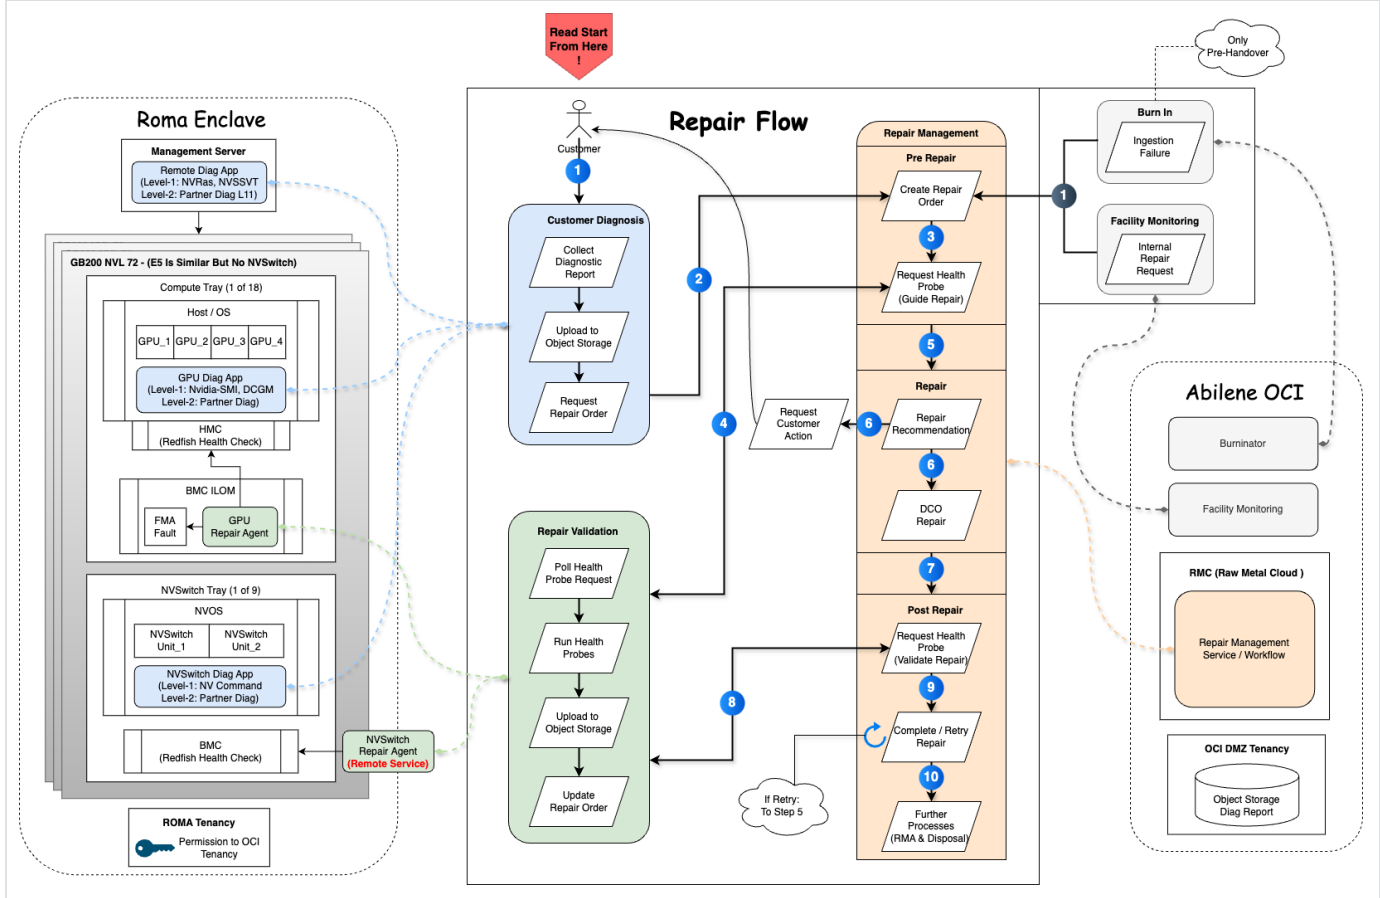 Read Start
From Here
!
Only
Pre-Handover
Roma Enclave
Management Server
Remote Diag App
(Level-1: NVRas, NVSSVT
Level-2: Partner Diag L11)
GB200 NVL 72 - (E5 Is Similar But No NVSwitch)
Compute Tray (1 of 18)
Host / OS
GPU_1
GPU_2
GPU_3
GPU_4
GPU Diag App
(Level-1: Nvidia-SMI, DCGM
Level-2: Partner Diag)
HMC
(Redfish Health Check)
BMC ILOM
FMA
Fault
GPU
Repair Agent
NVSwitch Tray (1 of 9)
NVOS
NVSwitch
Unit_1
NVSwitch
Unit_2
NVSwitch Diag App
(Level-1: NV Command
Level-2: Partner Diag)
BMC
(Redfish Health Check)
NVSwitch
Repair Agent
(Remote Service)
ROMA Tenancy
Permission to OCI
Tenancy
Repair Flow
Customer
1
Customer Diagnosis
Collect
Diagnostic
Report
Upload to
Object Storage
Request
Repair Order
2
4
Repair Validation
Poll Health
Probe Request
Run Health
Probes
Upload to
Object Storage
Update
Repair Order
8
Request
Customer
Action
6
If Retry:
To Step 5
Repair Management
Pre Repair
Create Repair
Order
3
Request Health
Probe
(Guide Repair)
5
Repair
Repair
Recommendation
6
DCO
Repair
7
Post Repair
Request Health
Probe
(Validate Repair)
9
Complete / Retry
Repair
10
Further
Processes
(RMA & Disposal)
1
Burn In
Ingestion
Failure
Facility Monitoring
Internal
Repair
Request
Abilene OCI
Burninator
Facility Monitoring
RMC (Raw Metal Cloud )
Repair Management
Service / Workflow
OCI DMZ Tenancy
Object Storage
Diag Report